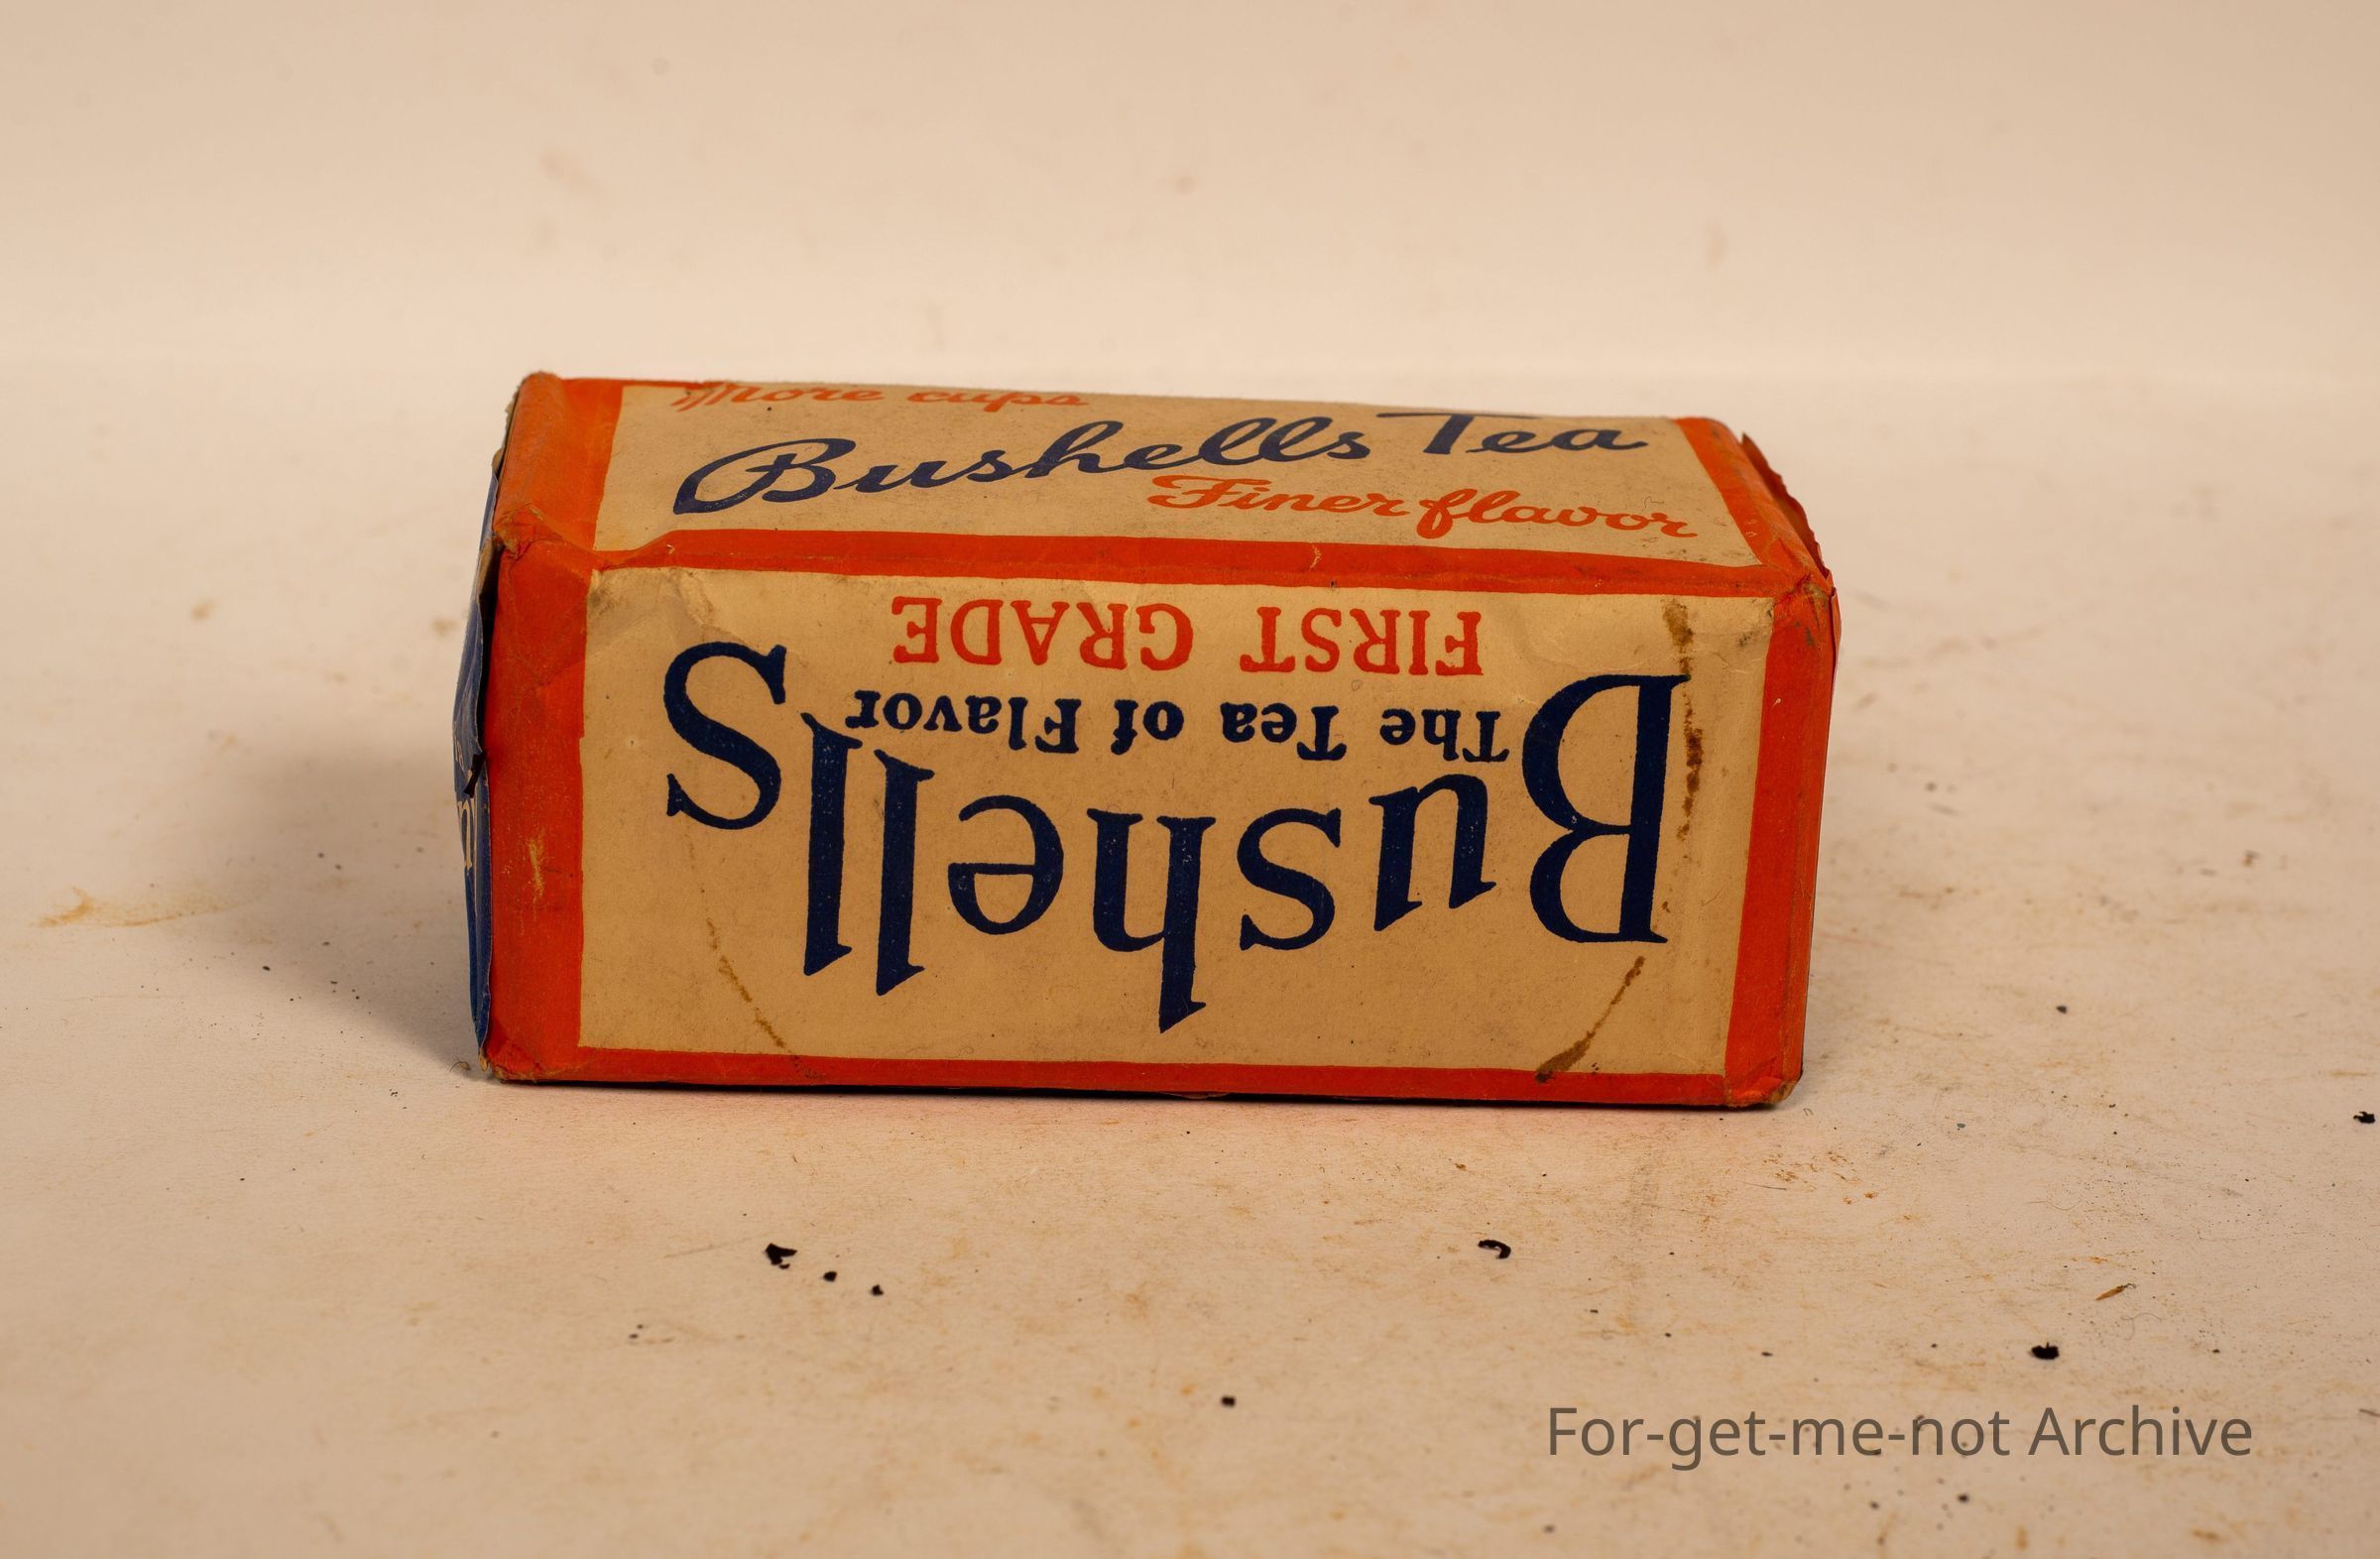 More cups
Bushells Tea
Finer flavor
Bushells
The Tea of Flavor
FIRST GRADE
For-get-me-not Archive